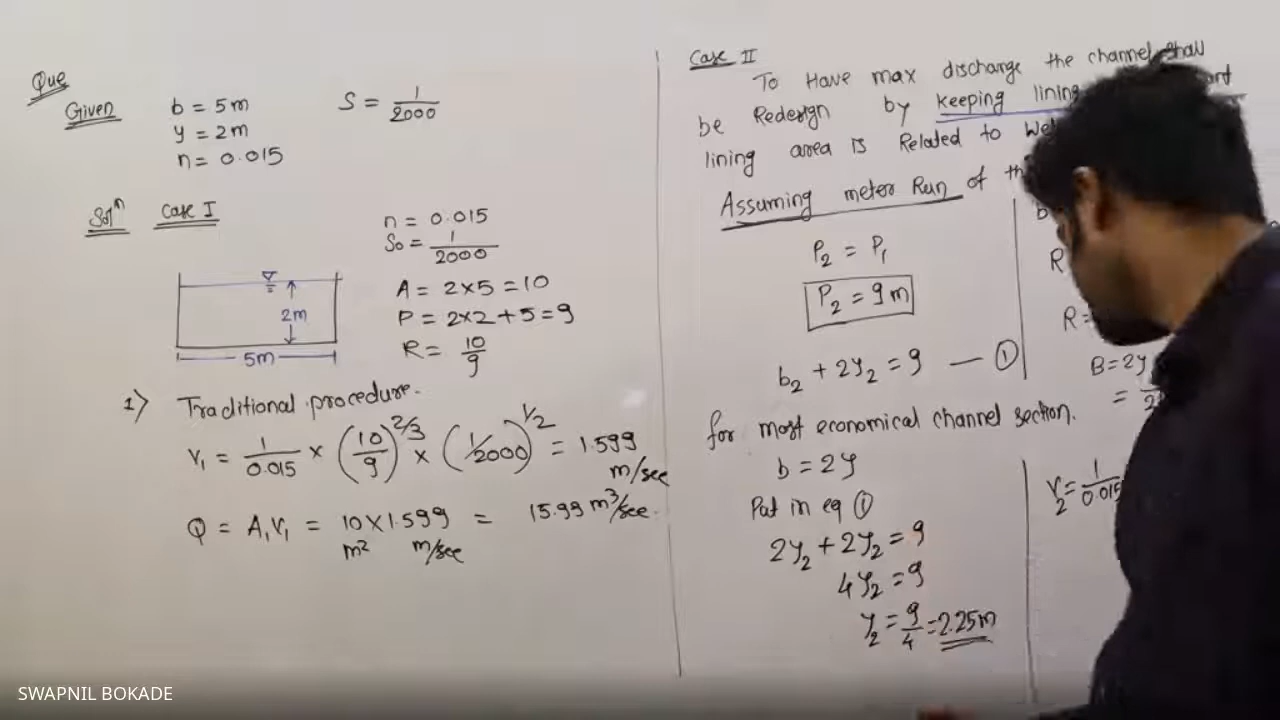 Que
Given b = 5m S = 1/2000
y = 2m
n = 0.015
Solⁿ Case I
n = 0.015
S₀ = 1/2000
A = 2×5 = 10
P = 2×2+5 = 9
R = 10/9
2m
5m
1> Traditional procedure.
V₁ = 1/0.015 × (10/9)^2/3 × (1/2000)^1/2 = 1.599 m/sec
Q = A₁V₁ = 10 × 1.599 = 15.99 m³/sec.
m² m/sec
Case II
To Have max discharge the channel shall
be Redesign by keeping lining
lining area is Related to
Assuming meter Run of
P₂ = P₁
P₂ = 9m
b₂ + 2y₂ = 9 — ①
for most economical channel section.
b = 2y
Put in eq ①
2y₂ + 2y₂ = 9
4y₂ = 9
y₂ = 9/4 = 2.25m
R
R =
B = 2y
=
V₂ = 1/0.015
SWAPNIL BOKADE